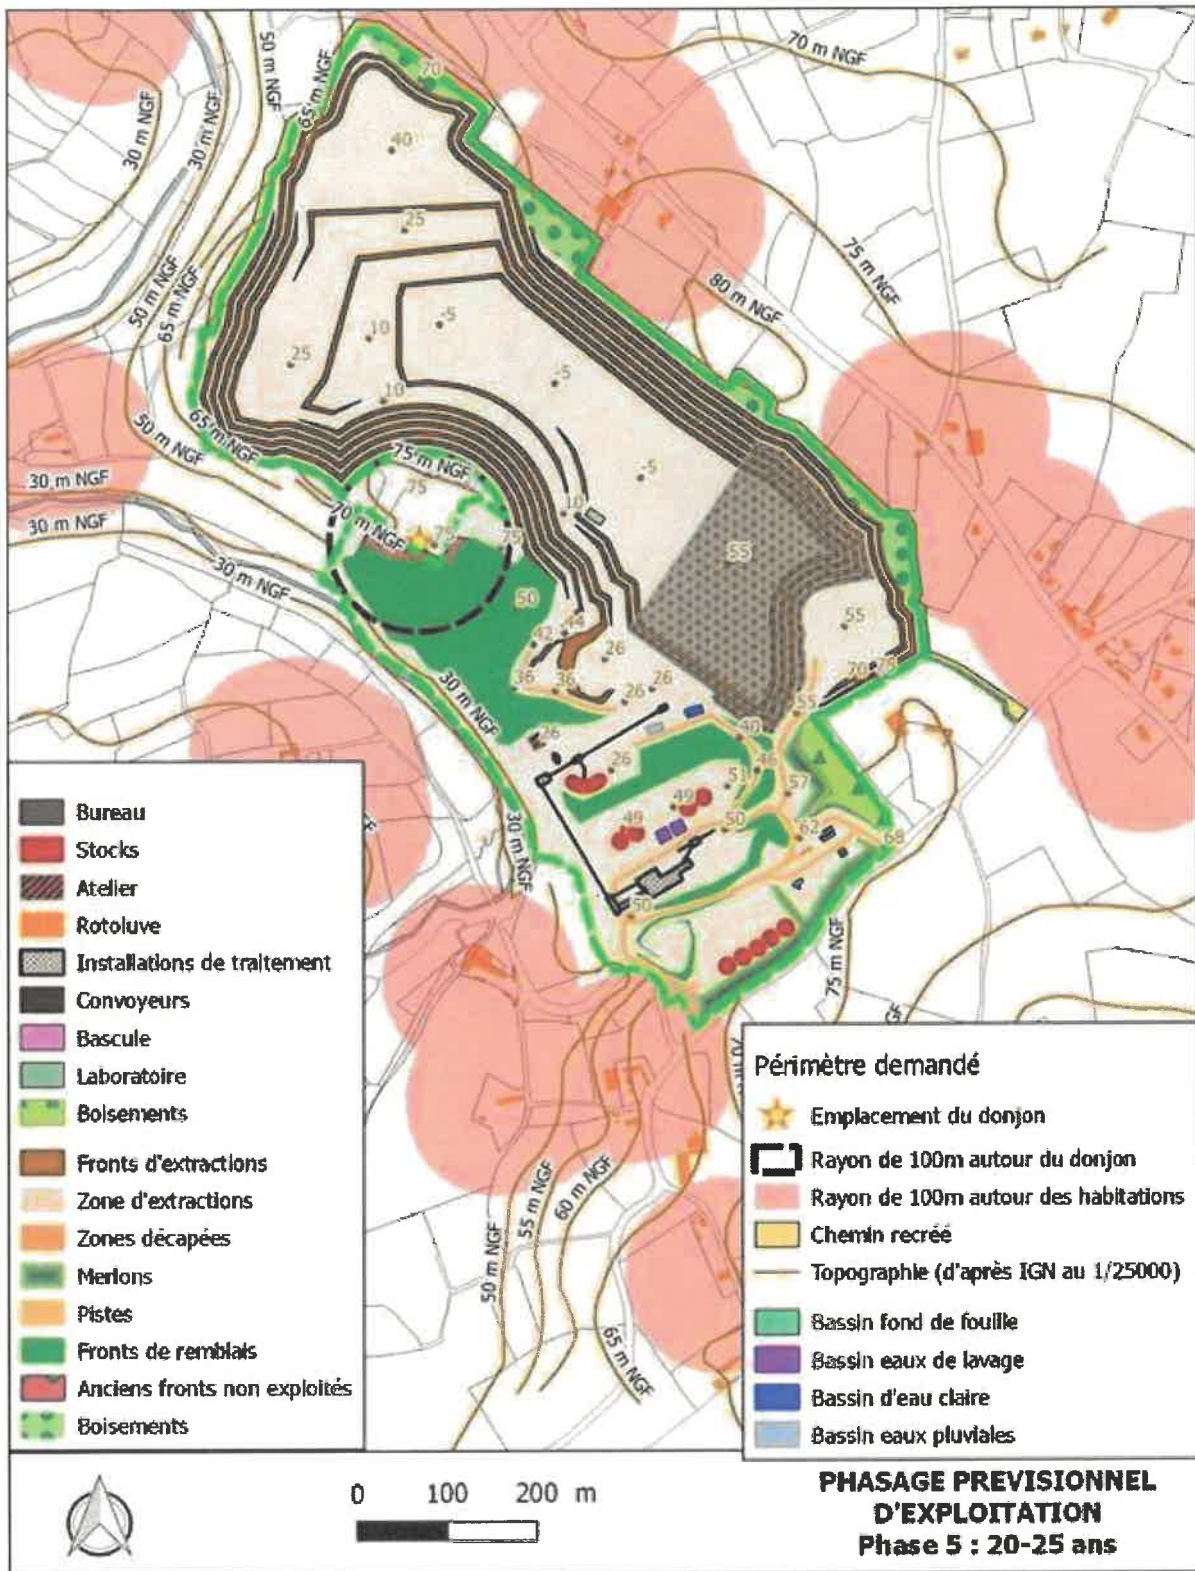 70 m NGF
50 m NGF
65 m NGF
70
30 m NGF
30 m NGF
40
25
75 m NGF
50 m NGF
65 m NGF
80 m NGF
-5
10
25
-5
10
65 m NGF
50 m NGF
75 m NGF
-5
30 m NGF
75
10
30 m NGF
70 m NGF
75
75
30 m NGF
55
50
55
44
42
26
70
36
36
26
26
55
30 m NGF
26
40
26
46
51
57
49
49
50
62
68
30 m NGF
50
75 m NGF
Bureau
Stocks
Atelier
Rotoluve
Installations de traitement
Convoyeurs
Bascule
Laboratoire
Boisements
Fronts d'extractions
Zone d'extractions
Zones décapées
Merlons
Pistes
Fronts de remblais
Anciens fronts non exploités
Boisements
Périmètre demandé
Emplacement du donjon
Rayon de 100m autour du donjon
Rayon de 100m autour des habitations
Chemin recréé
Topographie (d'après IGN au 1/25000)
Bassin fond de fouille
Bassin eaux de lavage
Bassin d'eau claire
Bassin eaux pluviales
50 m NGF
55 m NGF
60 m NGF
65 m NGF
0 100 200 m
PHASAGE PREVISIONNEL
D'EXPLOITATION
Phase 5 : 20-25 ans